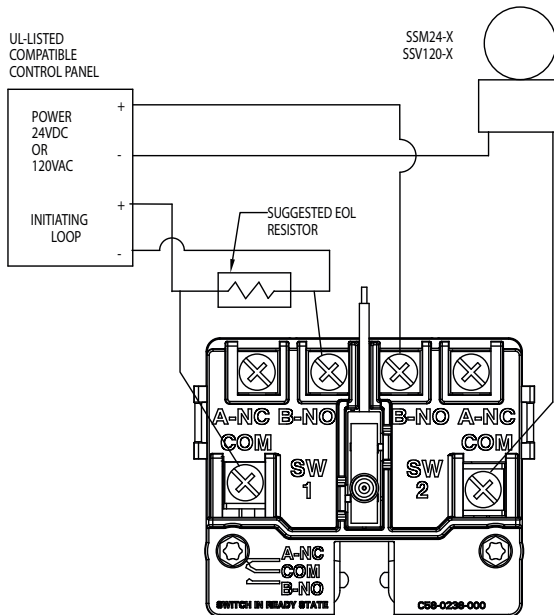 UL-LISTED
COMPATIBLE
CONTROL PANEL
SSM24-X
SSV120-X
POWER
24VDC
OR
120VAC
+
-
INITIATING
LOOP
+
-
SUGGESTED EOL
RESISTOR
A-NC B-NO
B-NO A-NC
COM
COM
SW
1
SW
2
A-NC
COM
B-NO
SWITCH IN READY STATE
C58-0236-000